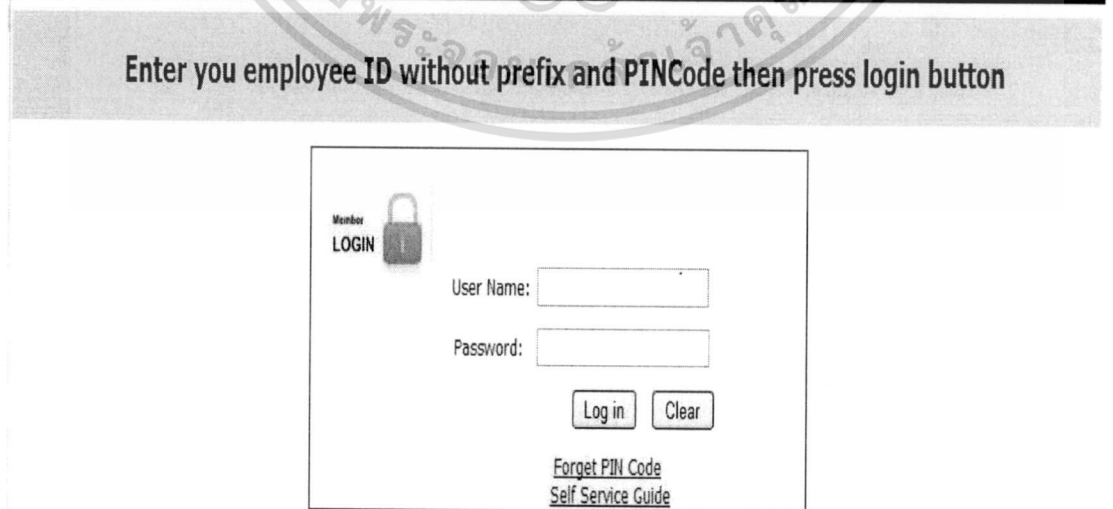 Enter you employee ID without prefix and PINCode then press login button
Member
LOGIN
User Name:
Password:
Log in
Clear
Forget PIN Code
Self Service Guide